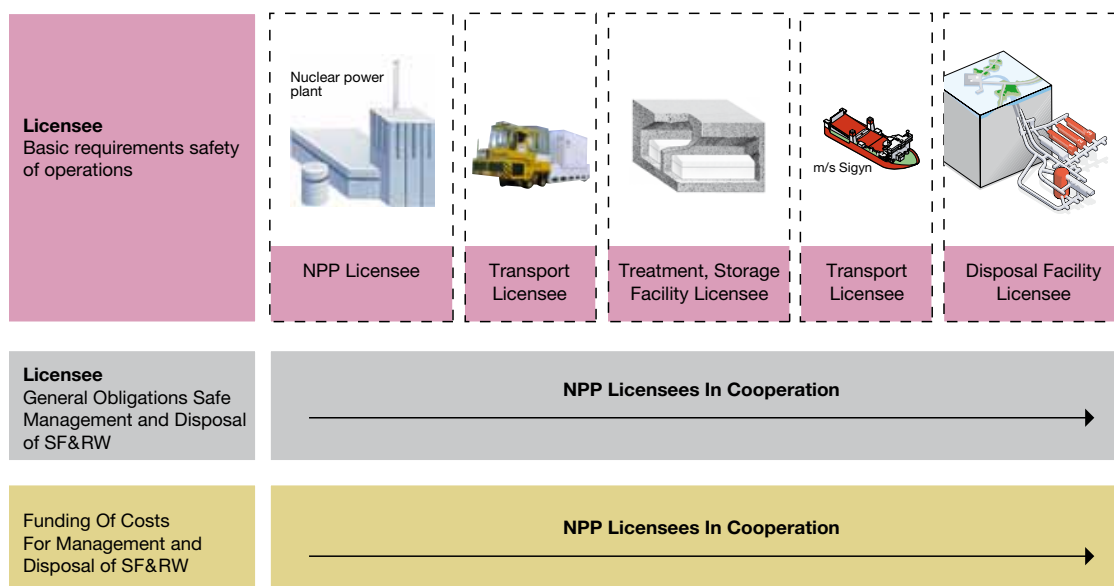 Licensee
Basic requirements safety
of operations
Nuclear power
plant
m/s Sigyn
NPP Licensee
Transport
Licensee
Treatment, Storage
Facility Licensee
Transport
Licensee
Disposal Facility
Licensee
Licensee
General Obligations Safe
Management and Disposal
of SF&RW
NPP Licensees In Cooperation
Funding Of Costs
For Management and
Disposal of SF&RW
NPP Licensees In Cooperation